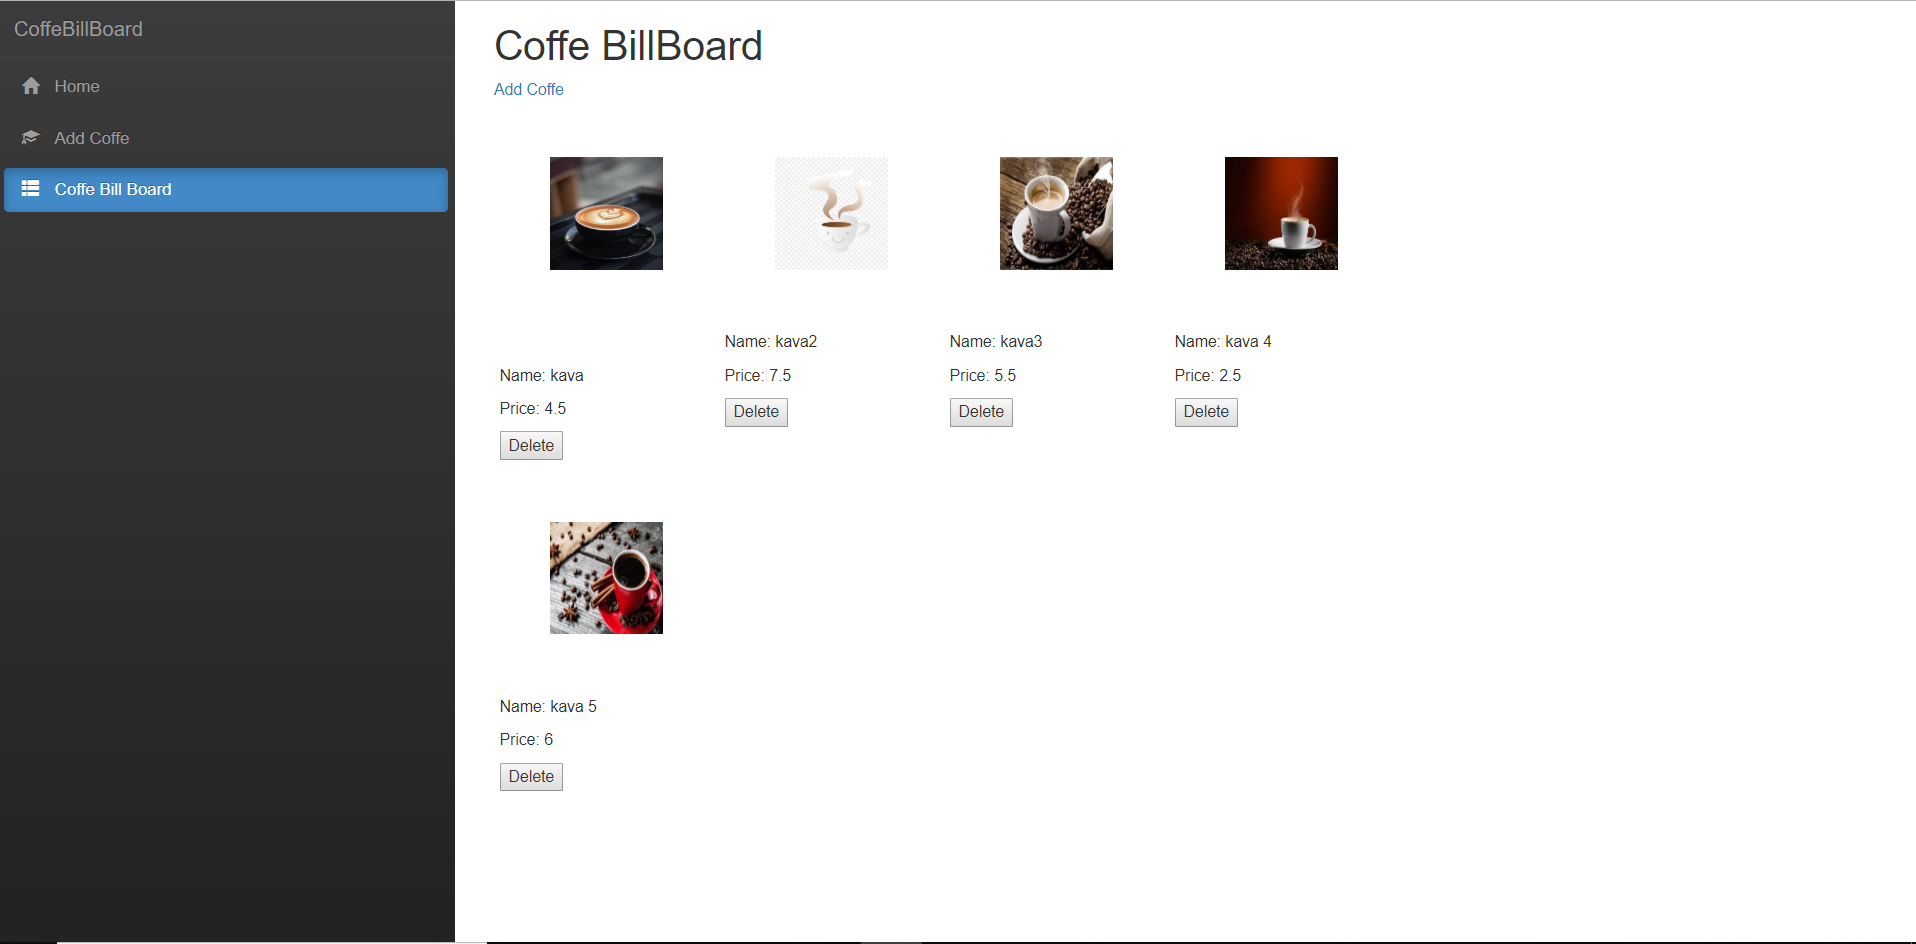 CoffeBillBoard
Home
Add Coffe
Coffe Bill Board
Coffe BillBoard
Add Coffe
Name: kava
Price: 4.5
Delete
Name: kava2
Price: 7.5
Delete
Name: kava3
Price: 5.5
Delete
Name: kava 4
Price: 2.5
Delete
Name: kava 5
Price: 6
Delete